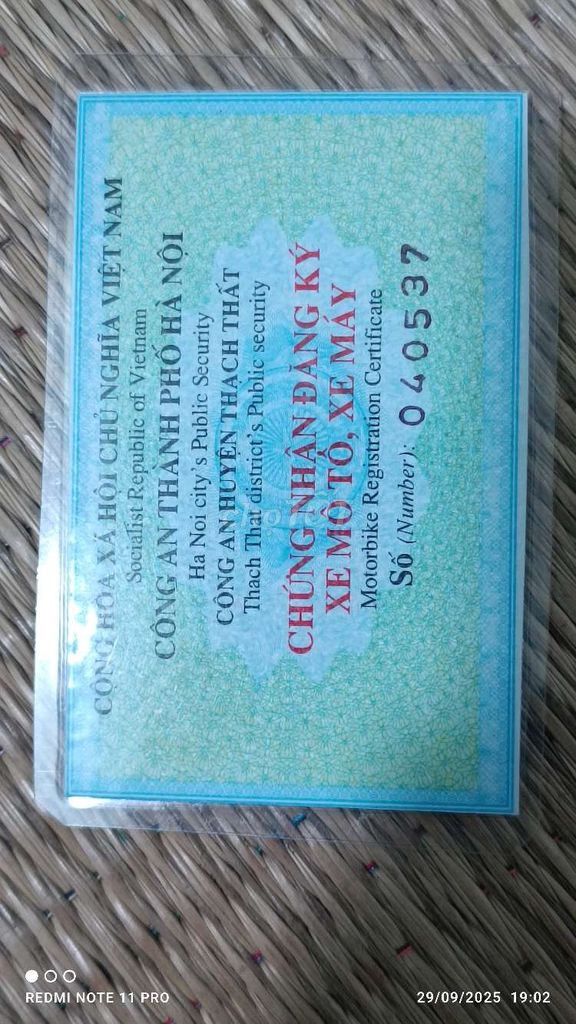 CỘNG HÒA XÃ HỘI CHỦ NGHĨA VIỆT NAM
Socialist Republic of Vietnam
CÔNG AN THÀNH PHỐ HÀ NỘI
Ha Noi city's Public Security
CÔNG AN HUYỆN THẠCH THẤT
Thach That district's Public security
CHỨNG NHẬN ĐĂNG KÝ
XE MÔ TÔ, XE MÁY
Motorbike Registration Certificate
Số (Number): 040537
REDMI NOTE 11 PRO
29/09/2025 19:02